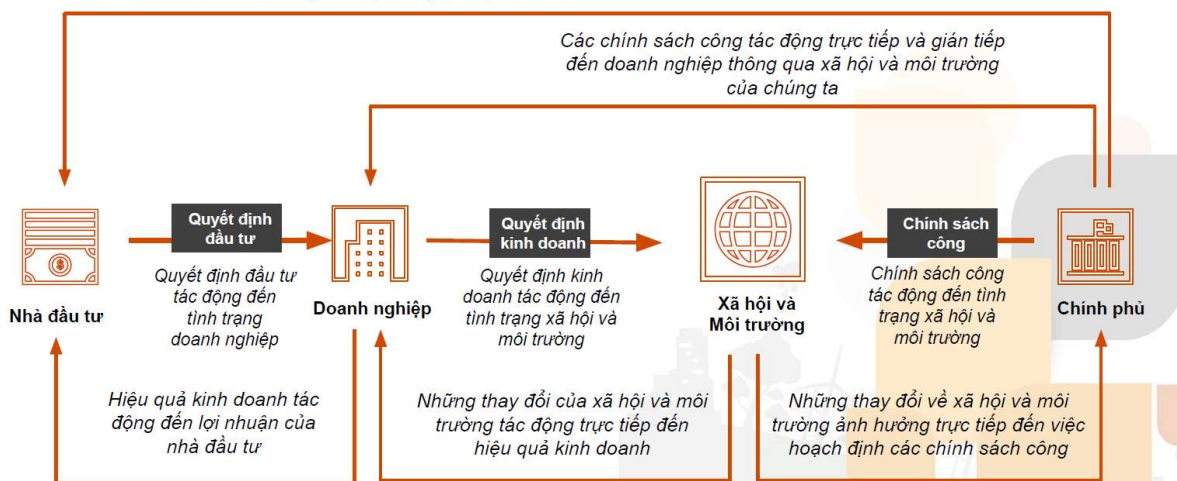 Các chính sách công tác động trực tiếp và gián tiếp
đến doanh nghiệp thông qua xã hội và môi trường
của chúng ta
Quyết định
đầu tư
Quyết định
kinh doanh
Chính sách
công
Nhà đầu tư
Quyết định đầu tư
tác động đến
tình trạng
doanh nghiệp
Doanh nghiệp
Quyết định kinh
doanh tác động đến
tình trạng xã hội và
môi trường
Xã hội và
Môi trường
Chính sách công
tác động đến tình
trạng xã hội và
môi trường
Chính phủ
Hiệu quả kinh doanh tác
động đến lợi nhuận của
nhà đầu tư
Những thay đổi của xã hội và môi
trường tác động trực tiếp đến
hiệu quả kinh doanh
Những thay đổi về xã hội và môi
trường ảnh hưởng trực tiếp đến việc
hoạch định các chính sách công